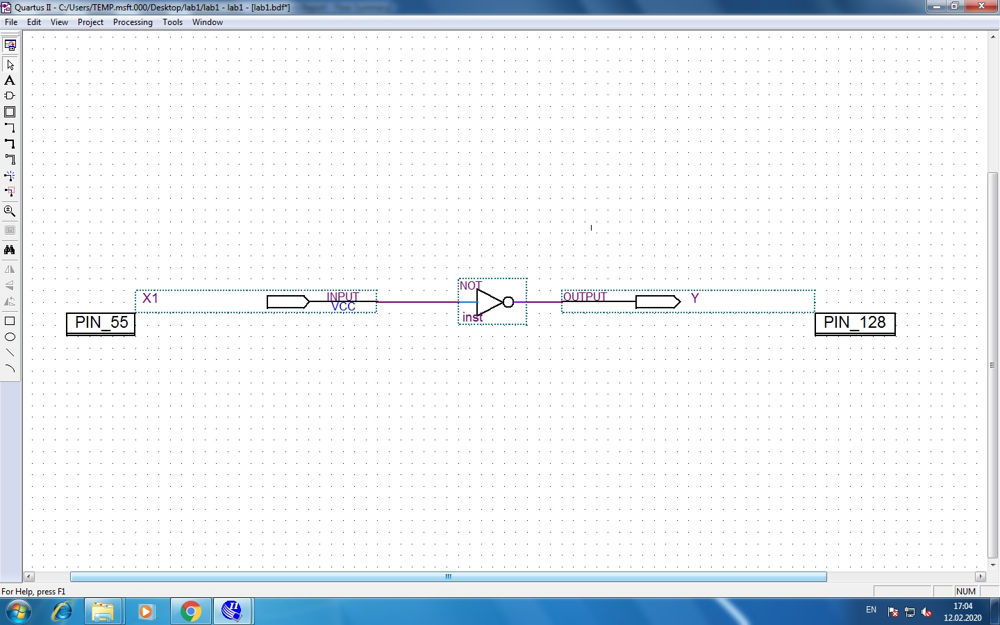 Quartus II - C:/Users/TEMP.msft.000/Desktop/lab1/lab1 - lab1 - [lab1.bdf*]
File Edit View Project Processing Tools Window
A
NOT
X1 INPUT OUTPUT Y
VCC
inst
PIN_55 PIN_128
For Help, press F1 NUM
EN 17:04
12.02.2020